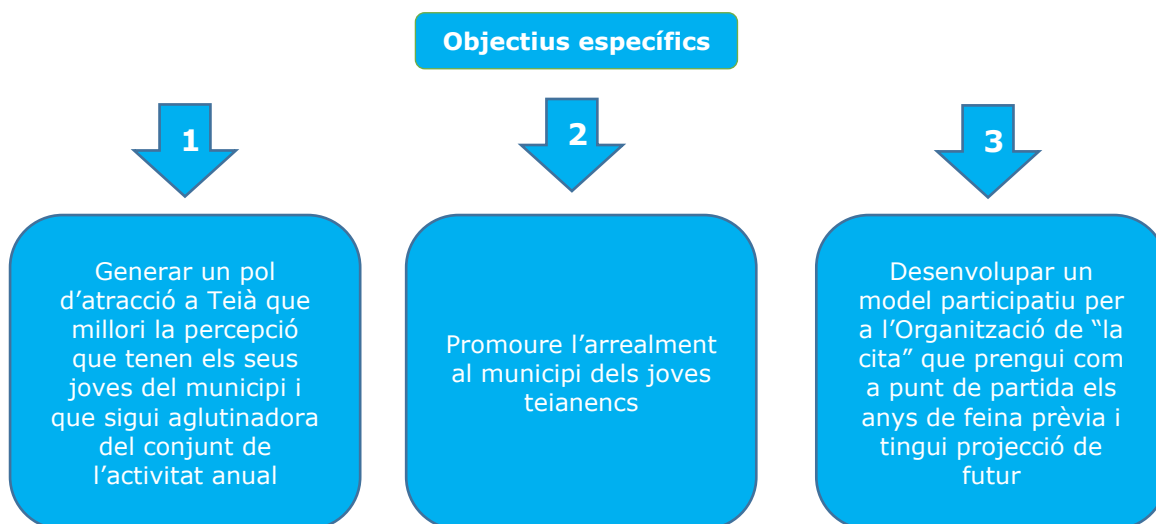 Objectius específics
1
2
3
Generar un pol
d’atracció a Teià que
millori la percepció
que tenen els seus
joves del municipi i
que sigui aglutinadora
del conjunt de
l’activitat anual
Promoure l’arrealment
al municipi dels joves
teianencs
Desenvolupar un
model participatiu per
a l’Organització de “la
cita” que prengui com
a punt de partida els
anys de feina prèvia i
tingui projecció de
futur